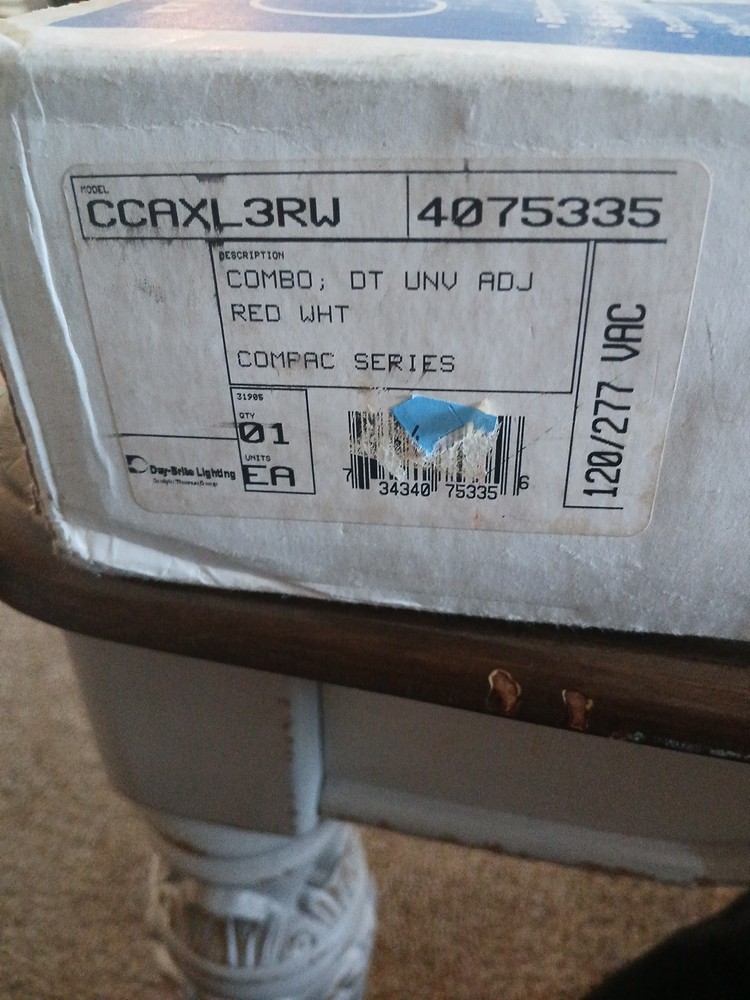 MODEL
CCAXL3RW 4075335
DESCRIPTION
COMBO; DT UNV ADJ
RED WHT
COMPAC SERIES
120/277 VAC
31905
QTY
01
UNITS
EA
Day-Brite Lighting
7 34340 75335 6